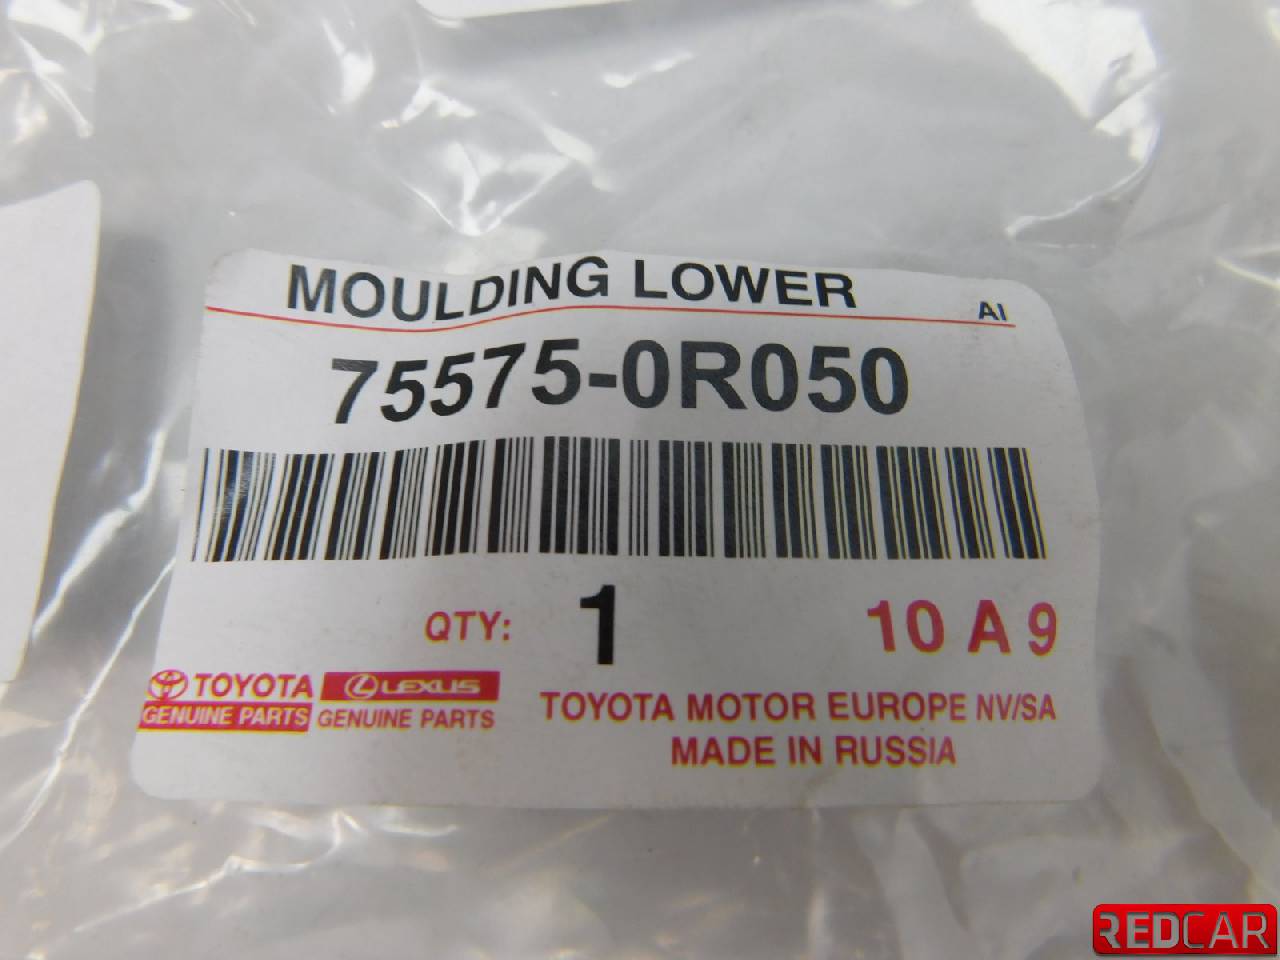 MOULDING LOWER
AI
75575-0R050
QTY: 1
10 A 9
TOYOTA
GENUINE PARTS
LEXUS
GENUINE PARTS
TOYOTA MOTOR EUROPE NV/SA
MADE IN RUSSIA
REDCAR